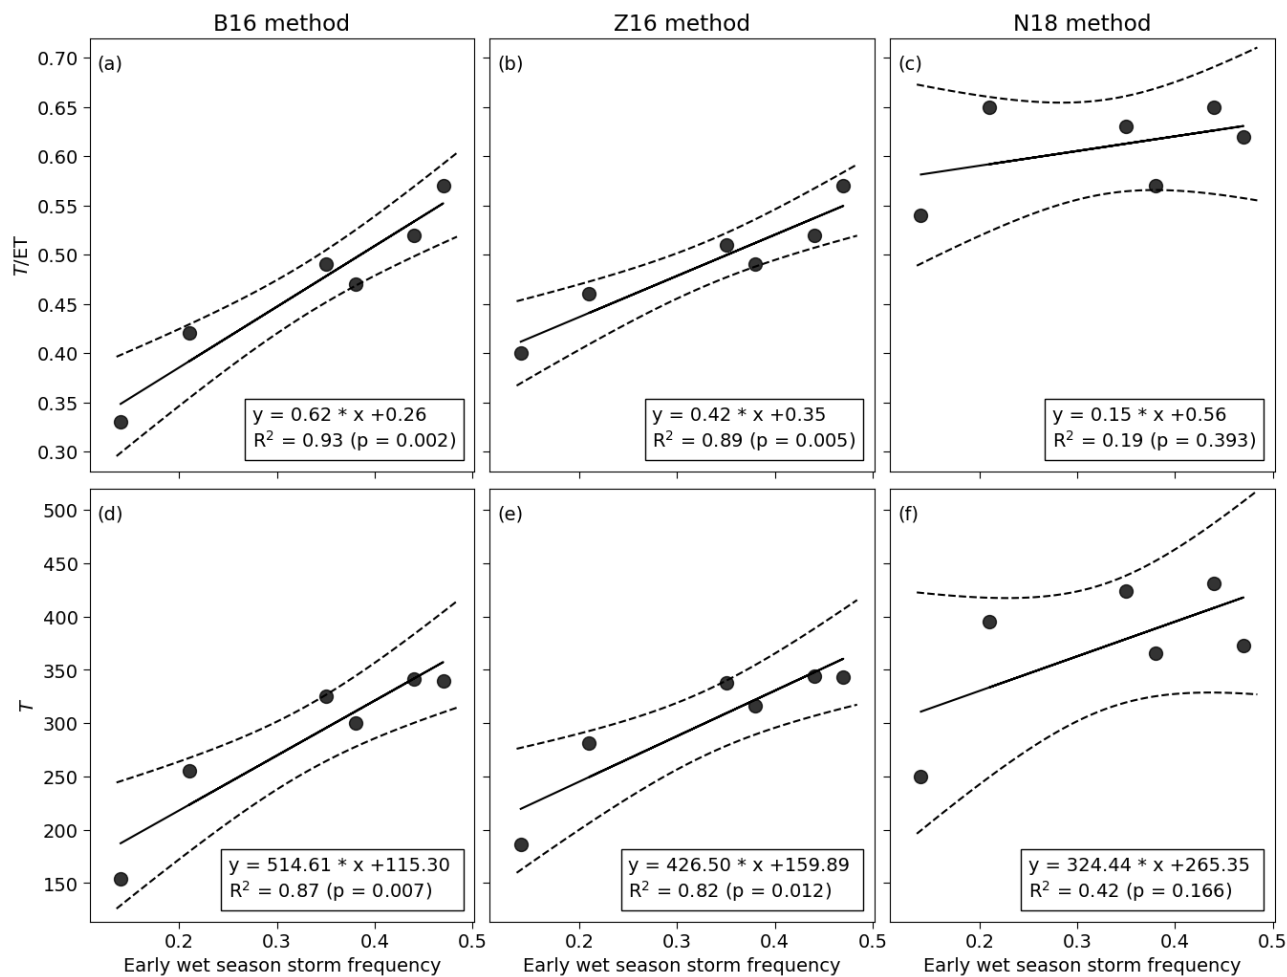 B16 method
Z16 method
N18 method
(a)
(b)
(c)
0.70
0.65
0.60
0.55
0.50
0.45
0.40
0.35
0.30
T/ET
y = 0.62 * x +0.26
R² = 0.93 (p = 0.002)
y = 0.42 * x +0.35
R² = 0.89 (p = 0.005)
y = 0.15 * x +0.56
R² = 0.19 (p = 0.393)
(d)
(e)
(f)
500
450
400
350
300
250
200
150
T
y = 514.61 * x +115.30
R² = 0.87 (p = 0.007)
y = 426.50 * x +159.89
R² = 0.82 (p = 0.012)
y = 324.44 * x +265.35
R² = 0.42 (p = 0.166)
0.2 0.3 0.4 0.5
0.2 0.3 0.4 0.5
0.2 0.3 0.4 0.5
Early wet season storm frequency
Early wet season storm frequency
Early wet season storm frequency